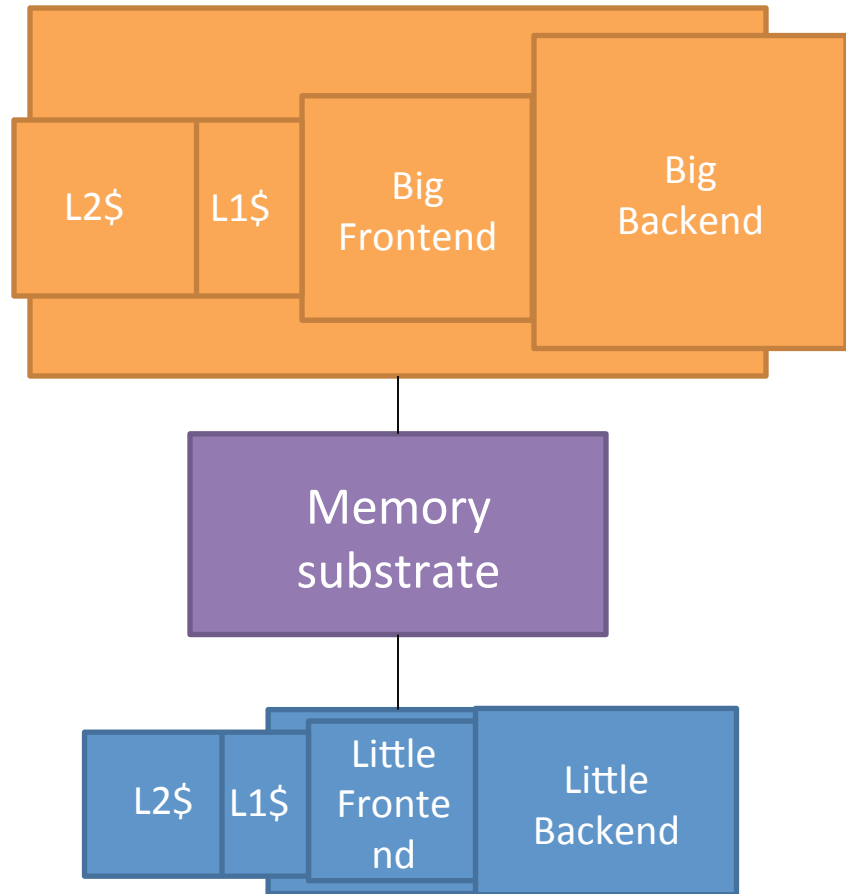 L2$
L1$
Big
Frontend
Big
Backend
Memory
substrate
L2$
L1$
Little
Fronte
nd
Little
Backend